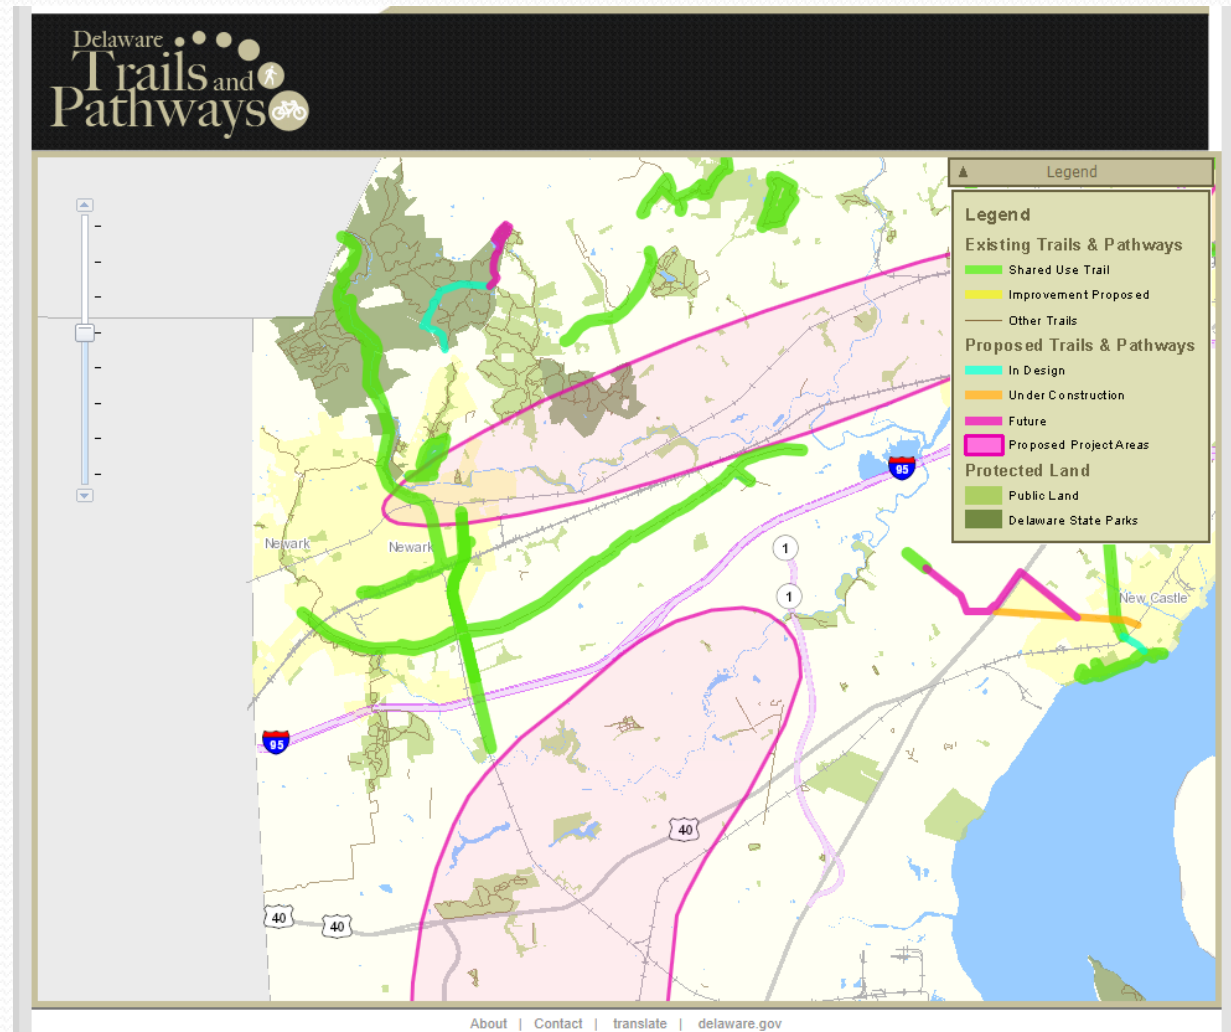 Delaware
Trails and
Pathways
Legend
Legend
Existing Trails & Pathways
Shared Use Trail
Improvement Proposed
Other Trails
Proposed Trails & Pathways
In Design
Under Construction
Future
Proposed Project Areas
Protected Land
Public Land
Delaware State Parks
95
1
Newark
Newark
1
New Castle
95
40
40
40
About | Contact | translate | delaware.gov